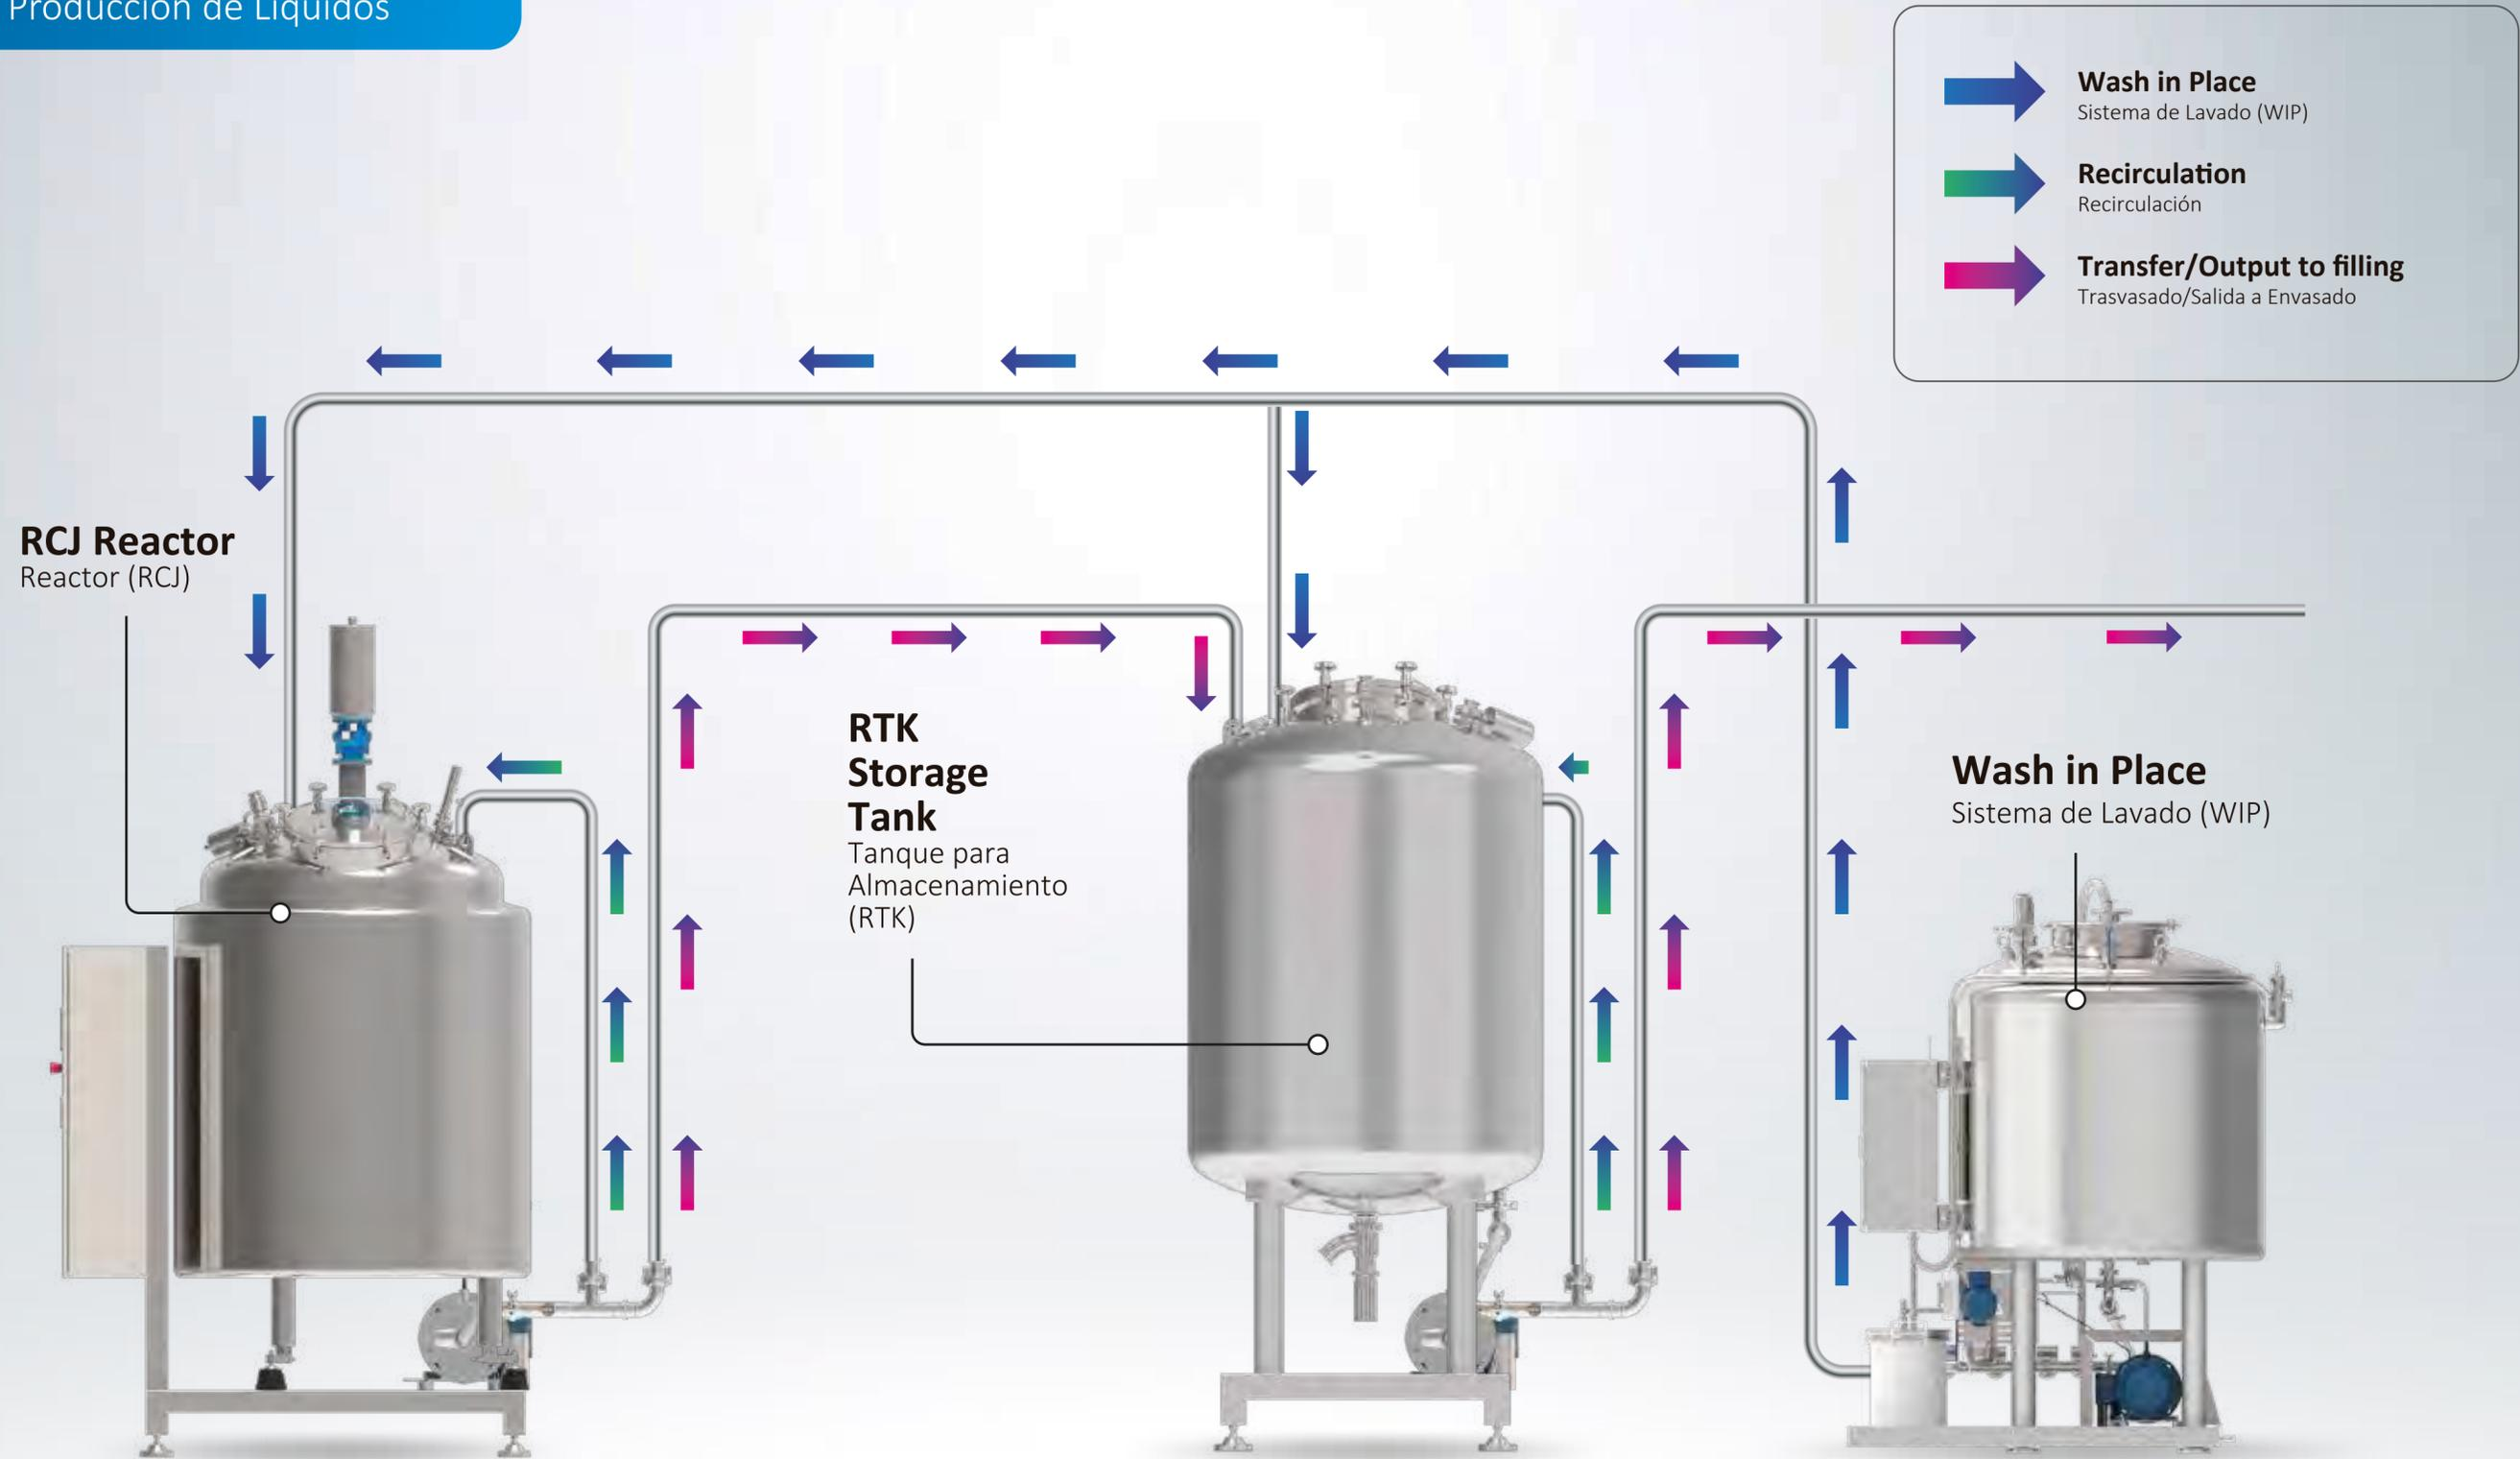 Producción de Líquidos
Wash in Place
Sistema de Lavado (WIP)
Recirculation
Recirculación
Transfer/Output to filling
Trasvasado/Salida a Envasado
RCJ Reactor
Reactor (RCJ)
RTK
Storage
Tank
Tanque para
Almacenamiento
(RTK)
Wash in Place
Sistema de Lavado (WIP)